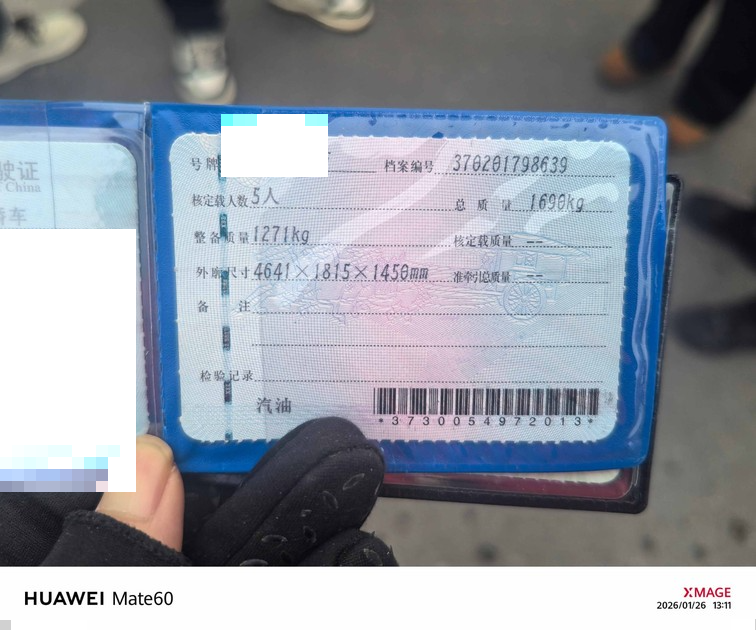 驶证
China
轿车
号牌
档案编号 370201798639
核定载人数 5人
总质量 1690kg
整备质量 1271kg
核定载质量 --
外廓尺寸 4641×1815×1450mm
准牵引总质量 --
备注
检验记录
汽油
*3730054972013*
HUAWEI Mate60
XMAGE
2026/01/26 13:11